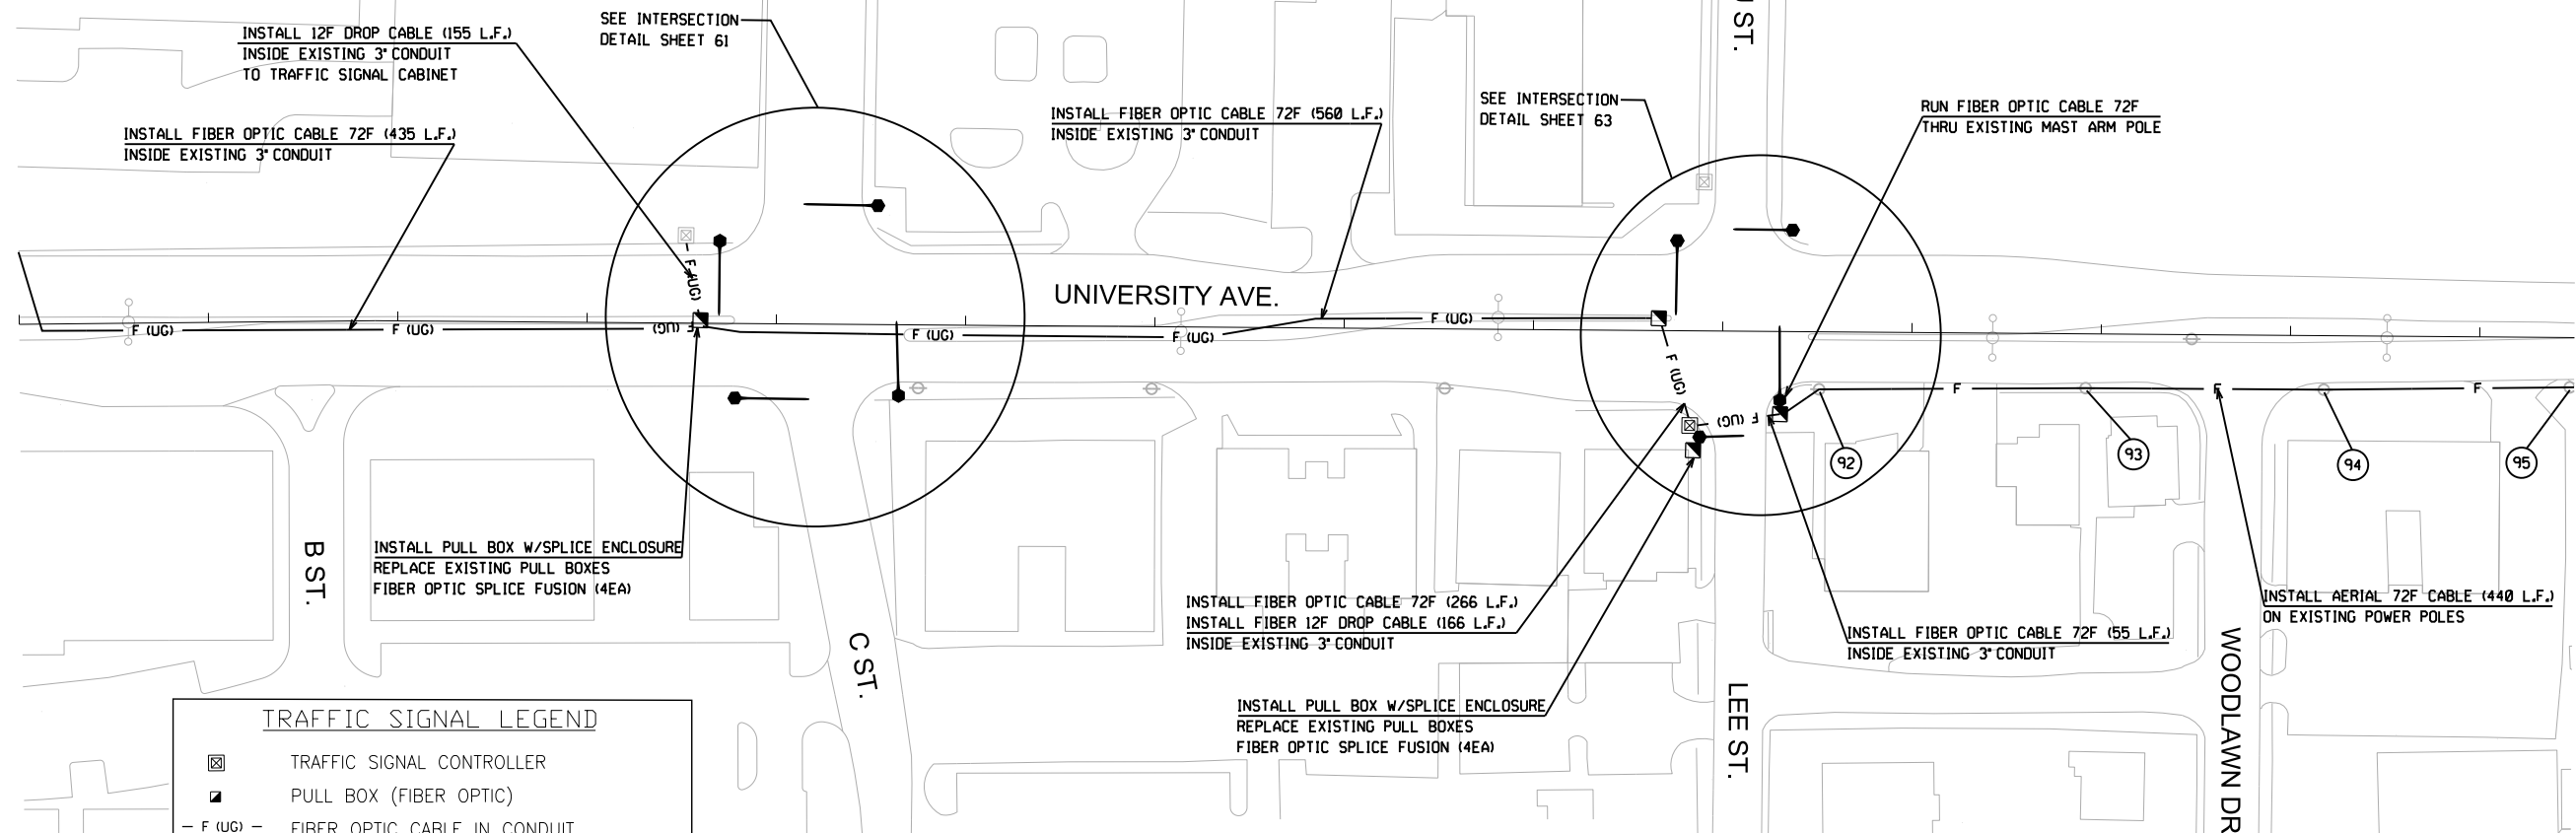 INSTALL 12F DROP CABLE (155 L.F.)
INSIDE EXISTING 3" CONDUIT
TO TRAFFIC SIGNAL CABINET
SEE INTERSECTION
DETAIL SHEET 61
INSTALL FIBER OPTIC CABLE 72F (435 L.F.)
INSIDE EXISTING 3" CONDUIT
INSTALL FIBER OPTIC CABLE 72F (560 L.F.)
INSIDE EXISTING 3" CONDUIT
SEE INTERSECTION
DETAIL SHEET 63
ST.
RUN FIBER OPTIC CABLE 72F
THRU EXISTING MAST ARM POLE
UNIVERSITY AVE.
F (UG)
F (UG)
F (UG)
F (UG)
F (UG)
F (UG)
F (UG)
F (UG)
F (UG)
F
F
F
92
93
94
95
B ST.
C ST.
LEE ST.
WOODLAWN DR
INSTALL PULL BOX W/SPLICE ENCLOSURE
REPLACE EXISTING PULL BOXES
FIBER OPTIC SPLICE FUSION (4EA)
INSTALL FIBER OPTIC CABLE 72F (266 L.F.)
INSTALL FIBER 12F DROP CABLE (166 L.F.)
INSIDE EXISTING 3" CONDUIT
INSTALL PULL BOX W/SPLICE ENCLOSURE
REPLACE EXISTING PULL BOXES
FIBER OPTIC SPLICE FUSION (4EA)
INSTALL FIBER OPTIC CABLE 72F (55 L.F.)
INSIDE EXISTING 3" CONDUIT
INSTALL AERIAL 72F CABLE (440 L.F.)
ON EXISTING POWER POLES
TRAFFIC SIGNAL LEGEND
TRAFFIC SIGNAL CONTROLLER
PULL BOX (FIBER OPTIC)
— F (UG) — FIBER OPTIC CABLE IN CONDUIT